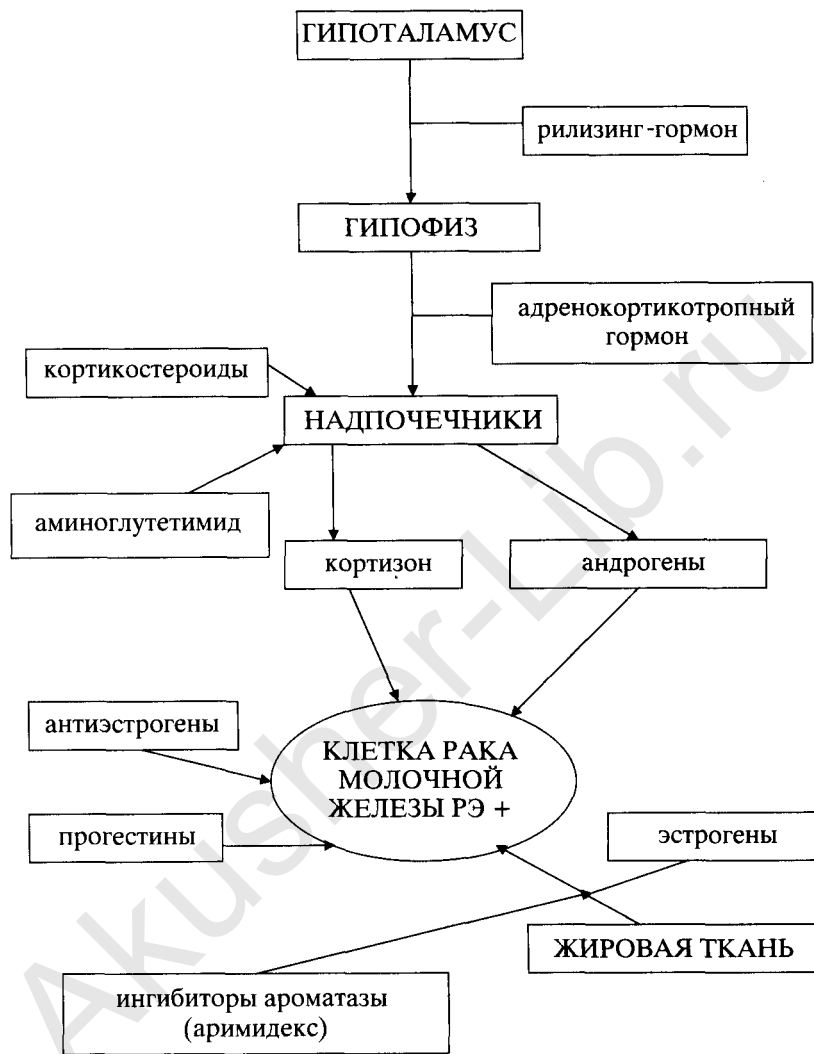 ГИПОТАЛАМУС
рилизинг-гормон
ГИПОФИЗ
адренокортикотропный
гормон
кортикостероиды
НАДПОЧЕЧНИКИ
аминоглутетимид
кортизон
андрогены
антиэстрогены
КЛЕТКА РАКА
МОЛОЧНОЙ
ЖЕЛЕЗЫ РЭ +
прогестины
эстрогены
ЖИРОВАЯ ТКАНЬ
ингибиторы ароматазы
(аримидекс)
Akusher-Lib.ru